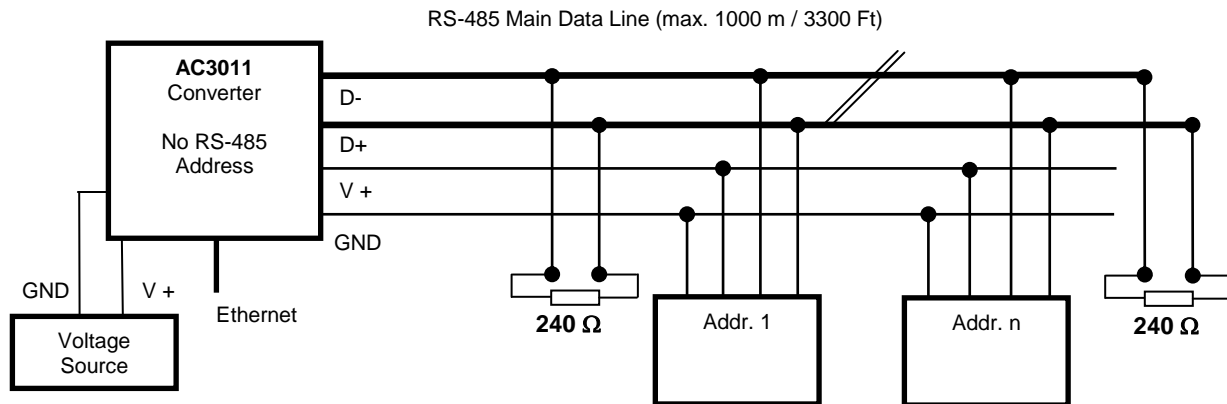 RS-485 Main Data Line (max. 1000 m / 3300 Ft)
AC3011
Converter
No RS-485
Address
D-
D+
V +
GND
GND
V +
Ethernet
Voltage
Source
240 Ω
Addr. 1
Addr. n
240 Ω